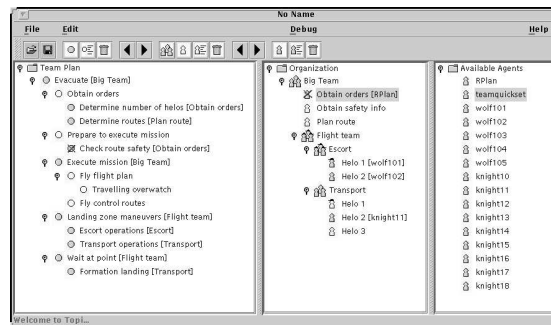 No Name
File Edit Debug Help
Team Plan
Evacuate [Big Team]
Obtain orders
Determine number of helos [Obtain orders]
Determine routes [Plan route]
Prepare to execute mission
Check route safety [Obtain orders]
Execute mission [Big Team]
Fly flight plan
Travelling overwatch
Fly control routes
Landing zone maneuvers [Flight team]
Escort operations [Escort]
Transport operations [Transport]
Wait at point [Flight team]
Formation landing [Transport]
Organization
Big Team
Obtain orders [RPlan]
Obtain safety info
Plan route
Flight team
Escort
Helo 1 [wolf101]
Helo 2 [wolf102]
Transport
Helo 1
Helo 2 [knight11]
Helo 3
Available Agents
RPlan
teamquickset
wolf101
wolf102
wolf103
wolf104
wolf105
knight10
knight11
knight12
knight13
knight14
knight15
knight16
knight17
knight18
Welcome to TopI...